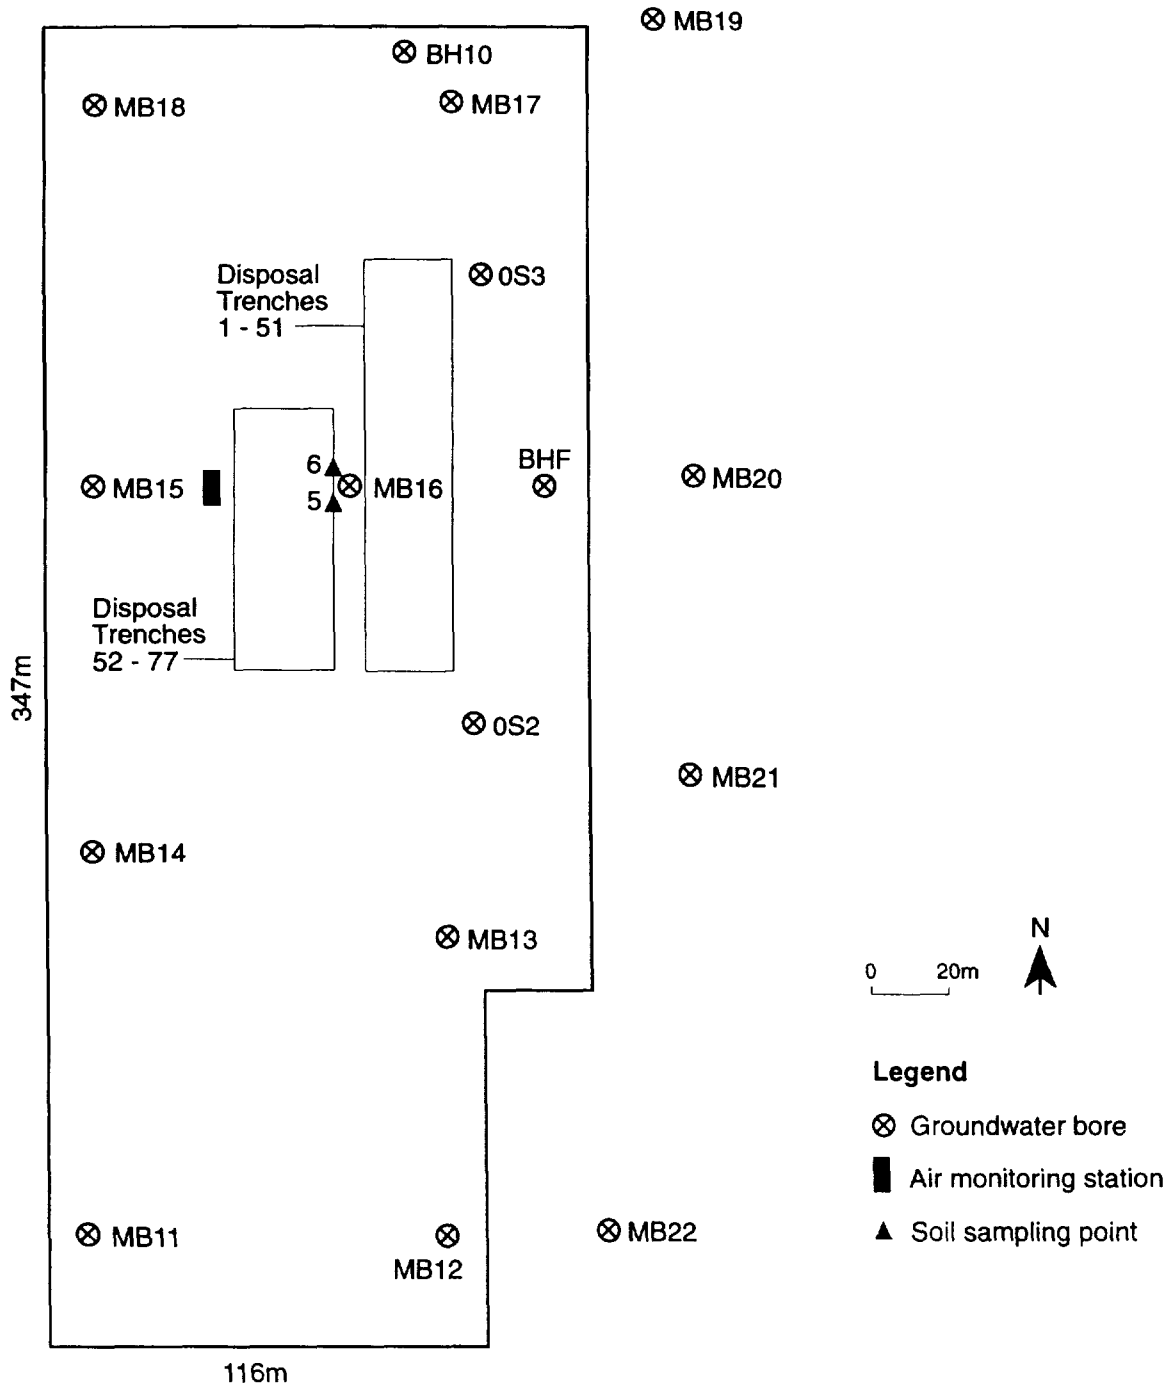 MB19
BH10
MB18
MB17
Disposal
Trenches
1 - 51
0S3
6
BHF
MB15
MB16
MB20
5
Disposal
Trenches
52 - 77
347m
0S2
MB21
MB14
MB13
N
0 20m
Legend
Groundwater bore
Air monitoring station
Soil sampling point
MB11
MB22
MB12
116m